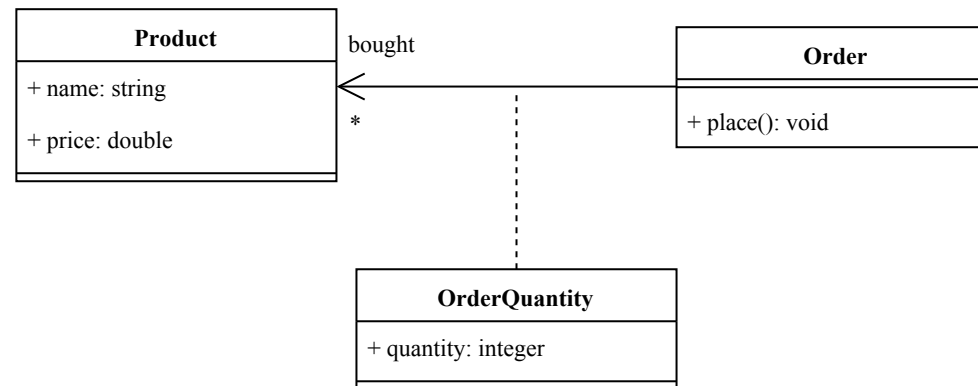 Product
+ name: string
+ price: double
bought
*
Order
+ place(): void
OrderQuantity
+ quantity: integer